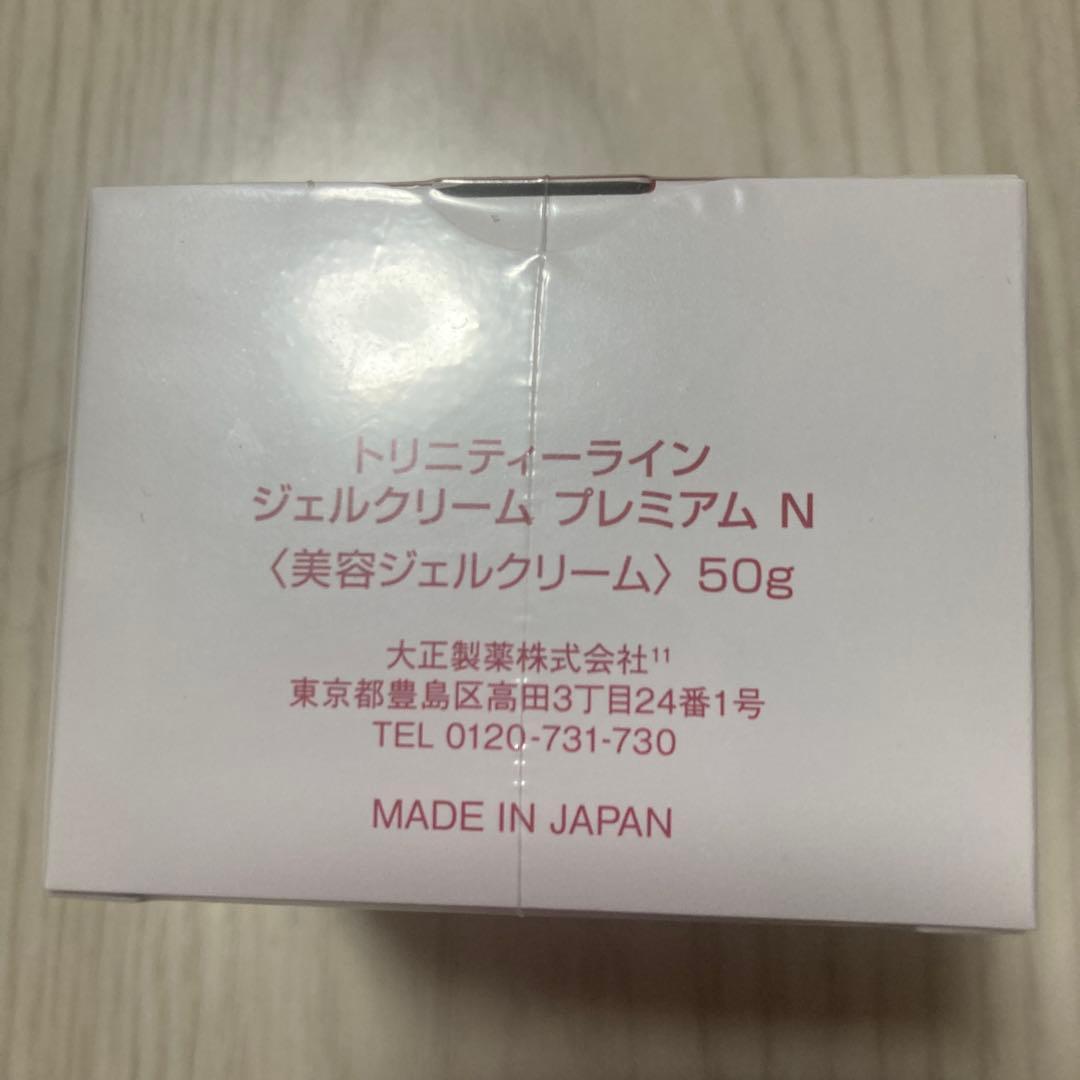 トリニティーライン
ジェルクリーム プレミアム N
〈美容ジェルクリーム〉 50g
大正製薬株式会社11
東京都豊島区高田3丁目24番1号
TEL 0120-731-730
MADE IN JAPAN